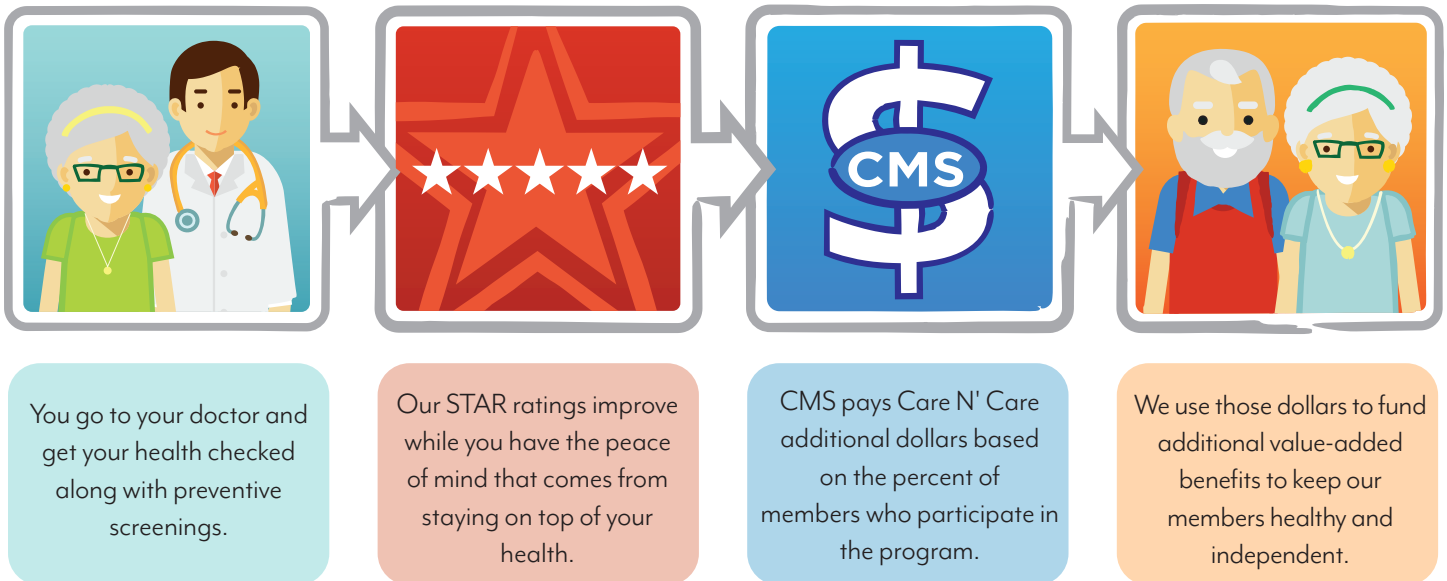 CMS
You go to your doctor and
get your health checked
along with preventive
screenings.
Our STAR ratings improve
while you have the peace
of mind that comes from
staying on top of your
health.
CMS pays Care N' Care
additional dollars based
on the percent of
members who participate in
the program.
We use those dollars to fund
additional value-added
benefits to keep our
members healthy and
independent.